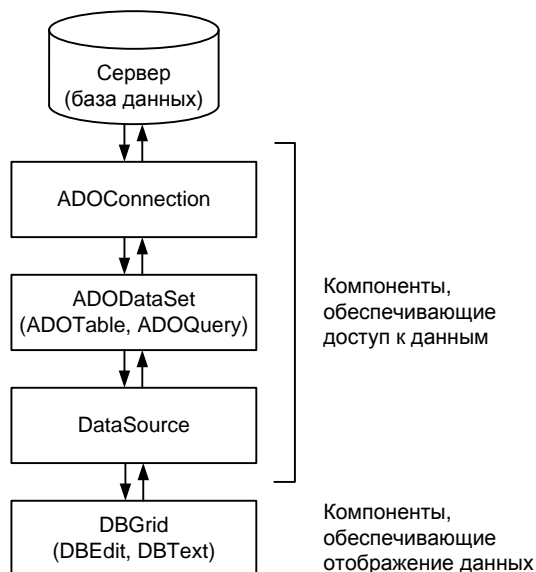 Сервер
(база данных)
ADOConnection
ADODataSet
(ADOTable, ADOQuery)
Компоненты,
обеспечивающие
доступ к данным
DataSource
DBGrid
(DBEdit, DBText)
Компоненты,
обеспечивающие
отображение данных